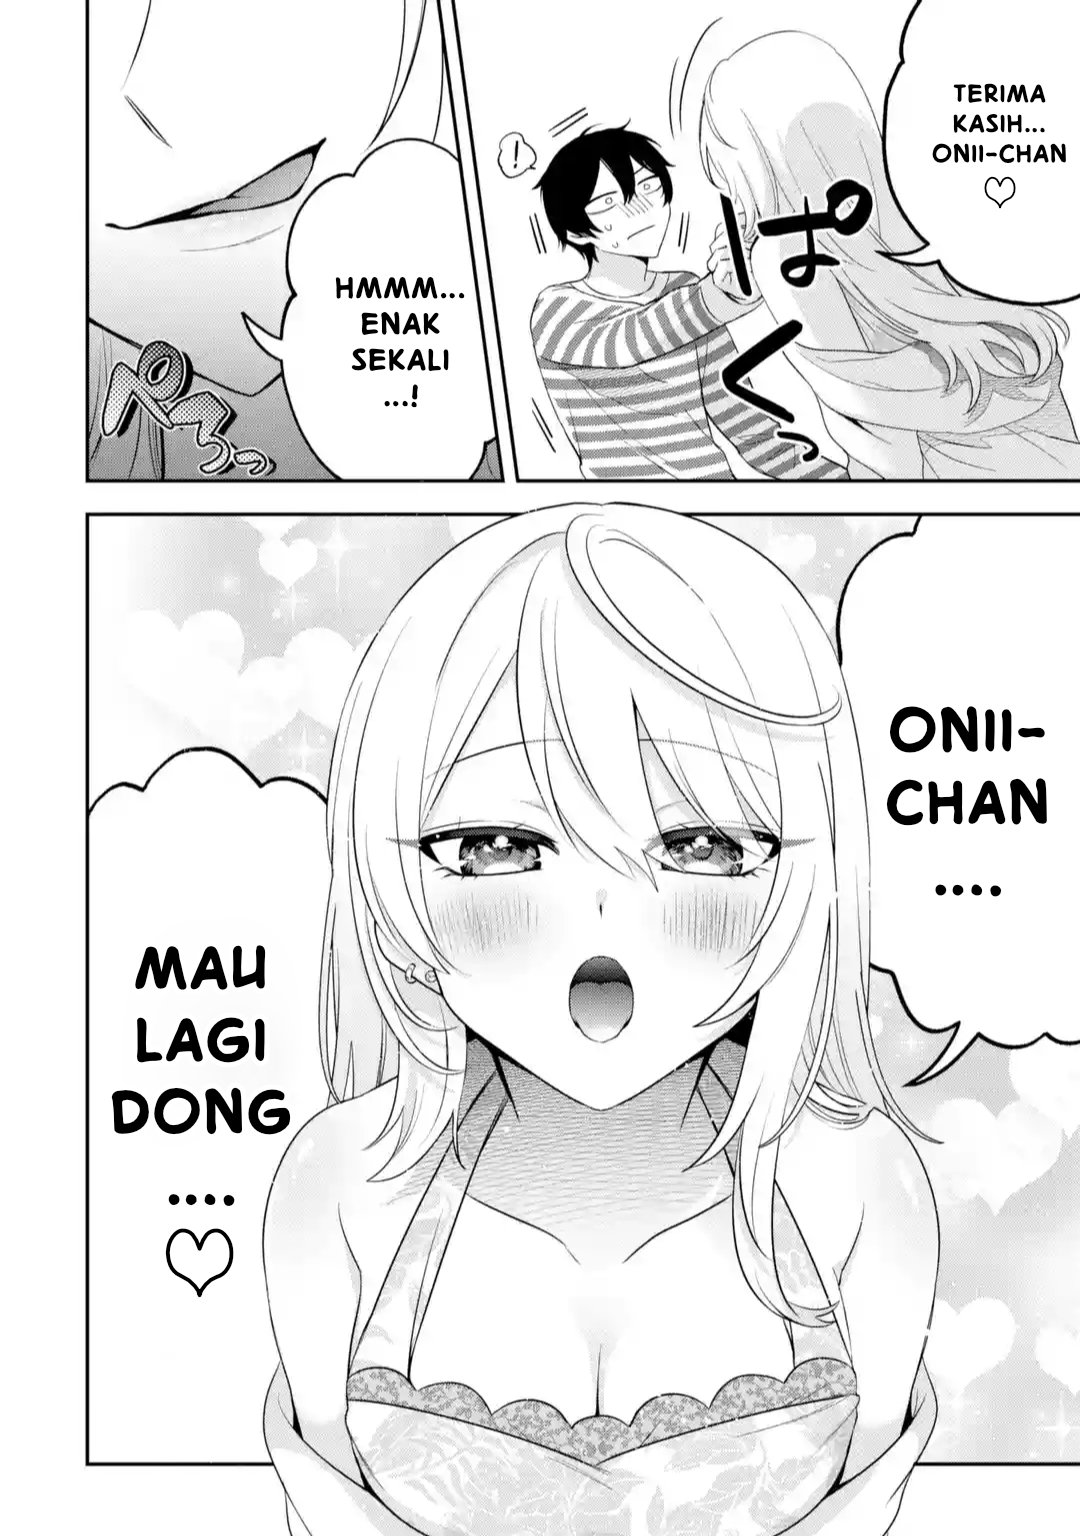 TERIMA
KASIH...
ONII-CHAN
♡
!
ぱくっ
HMMM...
ENAK
SEKALI
...!
ぺろっ
ONII-
CHAN
....
MAU
LAGI
DONG
....
♡